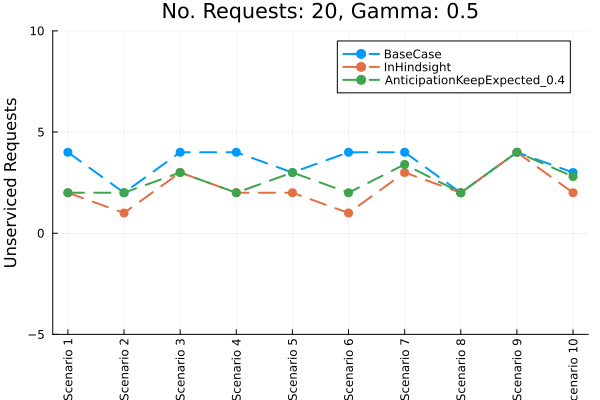 No. Requests: 20, Gamma: 0.5
10
5
0
−5
Unserviced Requests
BaseCase
InHindsight
AnticipationKeepExpected_0.4
Scenario 1
Scenario 2
Scenario 3
Scenario 4
Scenario 5
Scenario 6
Scenario 7
Scenario 8
Scenario 9
cenario 10